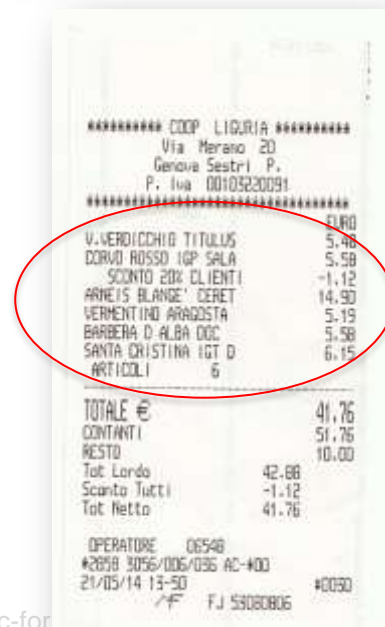 ********** COOP LIGURIA **********
Via Merano 20
Genova Sestri P.
P. Iva 00103220091
**********************************
EURO
V.VERDICCHIO TITULUS 5.48
CORVO ROSSO IGP SALA 5.58
SCONTO 20% CLIENTI -1.12
ARNEIS BLANGE' CERET 14.90
VERMENTINO ARAGOSTA 5.19
BARBERA D ALBA DOC 5.58
SANTA CRISTINA IGT D 6.15
ARTICOLI 6
TOTALE € 41.76
CONTANTI 51.76
RESTO 10.00
Tot Lordo 42.88
Sconto Tutti -1.12
Tot Netto 41.76
OPERATORE 06548
#2858 3056/006/036 AC-#00
21/05/14 13-50 #0030
FJ 53080806
c-for